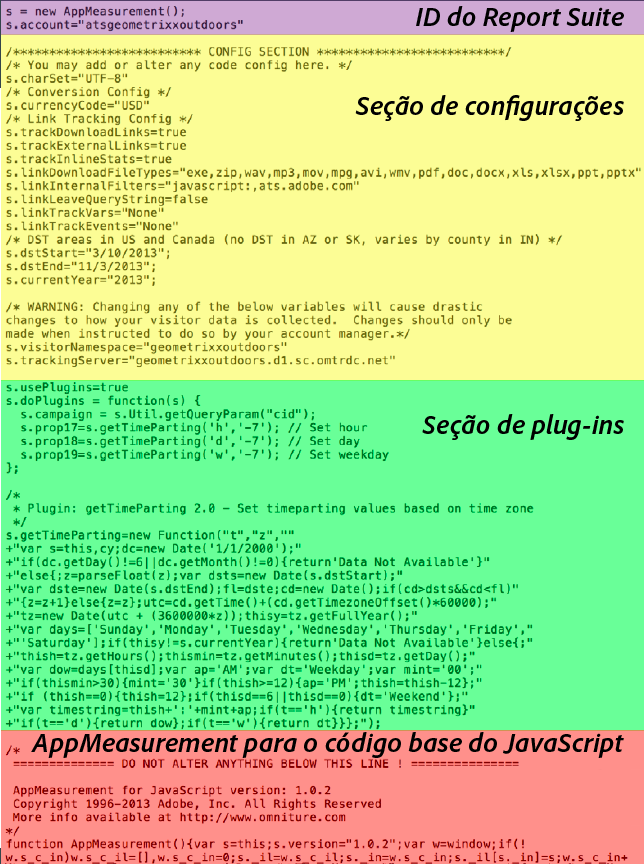 s = new AppMeasurement();
s.account="atsgeometrixxoutdoors"
ID do Report Suite
/************************** CONFIG SECTION **************************/
/* You may add or alter any code config here. */
s.charSet="UTF-8"
/* Conversion Config */
s.currencyCode="USD"
Seção de configurações
/* Link Tracking Config */
s.trackDownloadLinks=true
s.trackExternalLinks=true
s.trackInlineStats=true
s.linkDownloadFileTypes="exe,zip,wav,mp3,mov,mpg,avi,wmv,pdf,doc,docx,xls,xlsx,ppt,pptx"
s.linkInternalFilters="javascript:,ats.adobe.com"
s.linkLeaveQueryString=false
s.linkTrackVars="None"
s.linkTrackEvents="None"
/* DST areas in US and Canada (no DST in AZ or SK, varies by county in IN) */
s.dstStart="3/10/2013";
s.dstEnd="11/3/2013";
s.currentYear="2013";
/* WARNING: Changing any of the below variables will cause drastic
changes to how your visitor data is collected.  Changes should only be
made when instructed to do so by your account manager.*/
s.visitorNamespace="geometrixxoutdoors"
s.trackingServer="geometrixxoutdoors.d1.sc.omtrdc.net"
s.usePlugins=true
s.doPlugins = function(s) {
s.campaign = s.Util.getQueryParam("cid");
s.prop17=s.getTimeParting('h','-7'); // Set hour
Seção de plug-ins
s.prop18=s.getTimeParting('d','-7'); // Set day
s.prop19=s.getTimeParting('w','-7'); // Set weekday
};
/*
* Plugin: getTimeParting 2.0 - Set timeparting values based on time zone
*/
s.getTimeParting=new Function("t","z",""
+"var s=this,cy;dc=new Date('1/1/2000');"
+"if(dc.getDay()!=6||dc.getMonth()!=0){return'Data Not Available'}"
+"else{;z=parseFloat(z);var dsts=new Date(s.dstStart);"
+"var dste=new Date(s.dstEnd);fl=dste;cd=new Date();if(cd>dsts&&cd<fl)"
+"{z=z+1}else{z=z};utc=cd.getTime()+(cd.getTimezoneOffset()*60000);"
+"tz=new Date(utc + (3600000*z));thisy=tz.getFullYear();"
+"var days=['Sunday','Monday','Tuesday','Wednesday','Thursday','Friday',"
+"'Saturday'];if(thisy!=s.currentYear){return'Data Not Available'}else{;"
+"thish=tz.getHours();thismin=tz.getMinutes();thisd=tz.getDay();"
+"var dow=days[thisd];var ap='AM';var dt='Weekday';var mint='00';"
+"if(thismin>30){mint='30'}if(thish>=12){ap='PM';thish=thish-12};"
+"if (thish==0){thish=12};if(thisd==6||thisd==0){dt='Weekend'};"
+"var timestring=thish+':'+mint+ap;if(t=='h'){return timestring}"
+"if(t=='d'){return dow};if(t=='w'){return dt}}};");
AppMeasurement para o código base do JavaScript
/*
============== DO NOT ALTER ANYTHING BELOW THIS LINE ! ===============
AppMeasurement for JavaScript version: 1.0.2
Copyright 1996-2013 Adobe, Inc. All Rights Reserved
More info available at http://www.omniture.com
*/
function AppMeasurement(){var s=this;s.version="1.0.2";var w=window;if(!
w.s_c_in)w.s_c_il=[],w.s_c_in=0;s._il=w.s_c_il;s._in=w.s_c_in;s._il[s._in]=s;w.s_c_in+